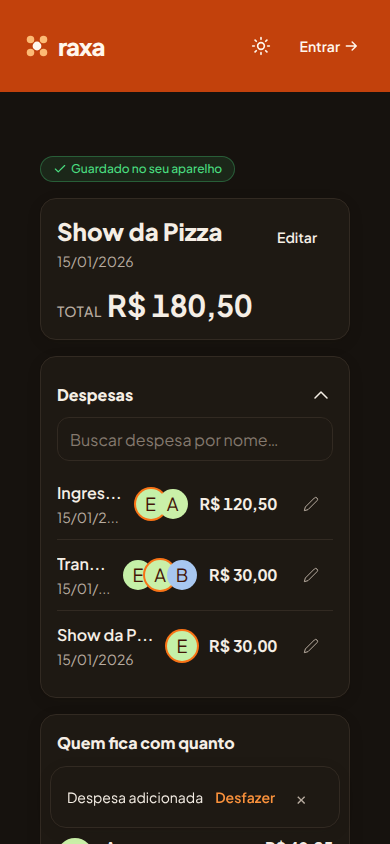 raxa
Entrar →
Guardado no seu aparelho
Show da Pizza
Editar
15/01/2026
TOTAL R$ 180,50
Despesas
Buscar despesa por nome…
Ingres... E A R$ 120,50
15/01/2...
Tran... E A B R$ 30,00
15/01/...
Show da P... E R$ 30,00
15/01/2026
Quem fica com quanto
Despesa adicionada Desfazer ×